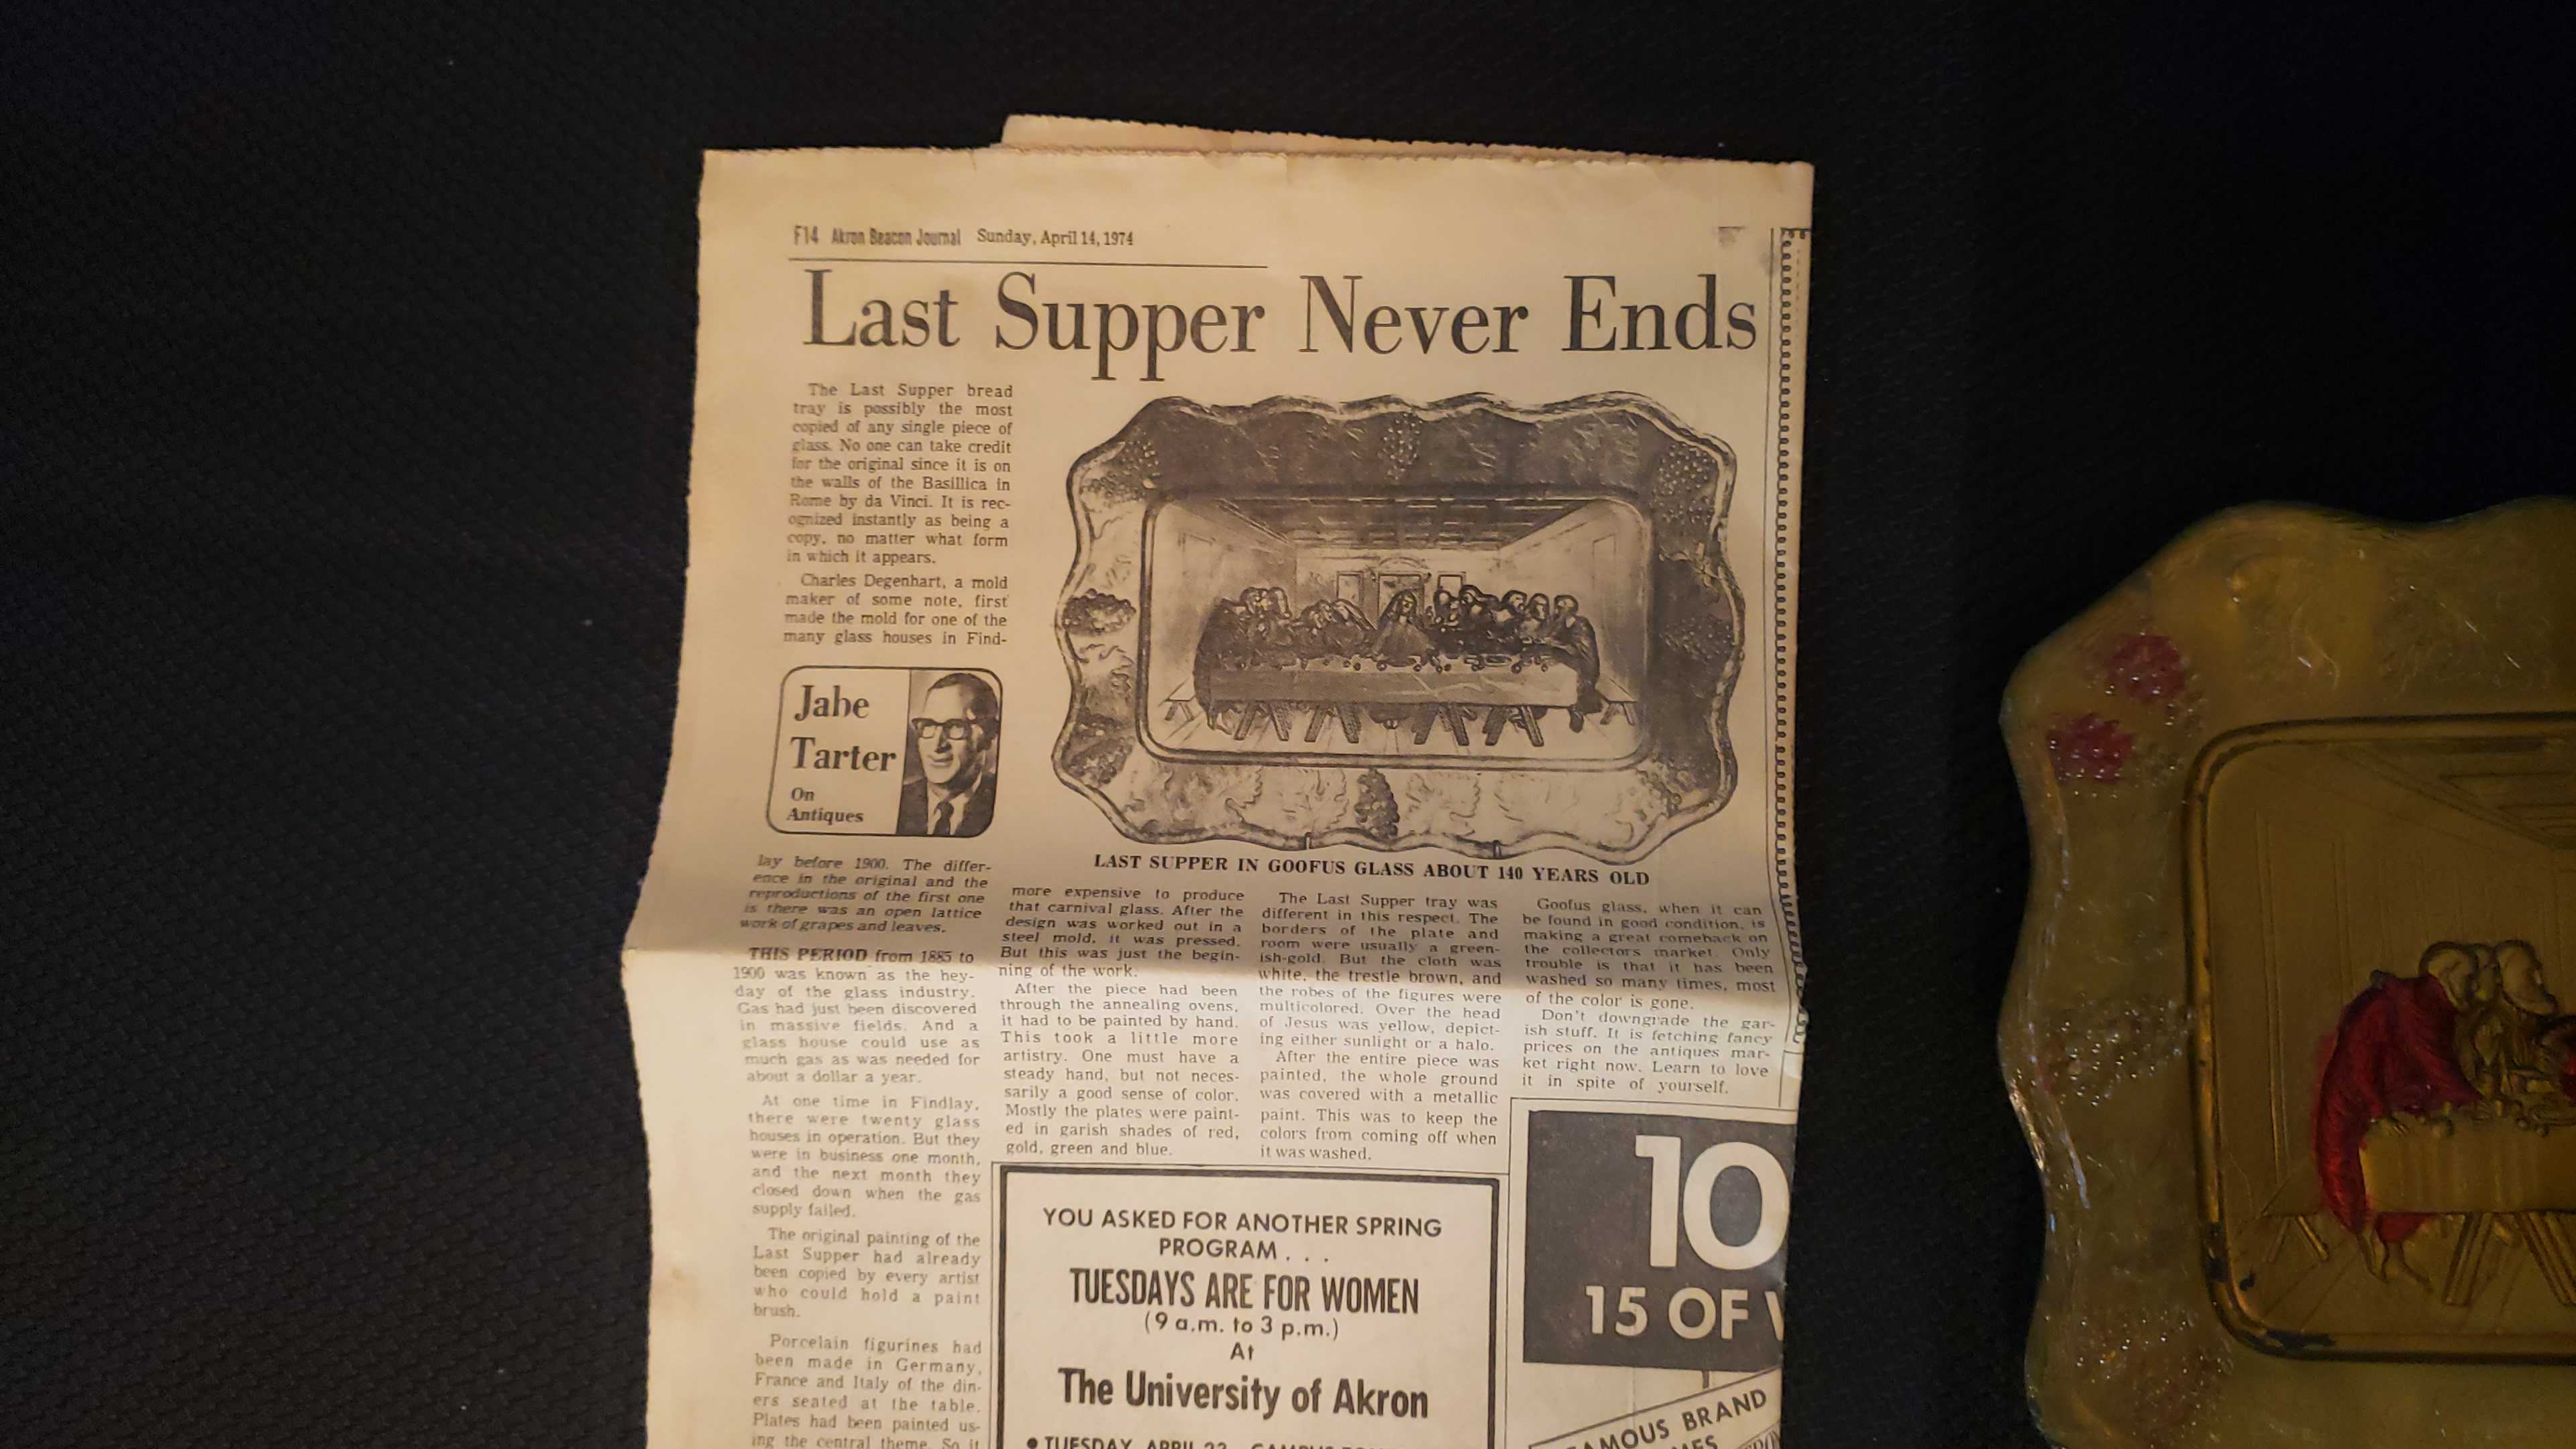 F14 Akron Beacon Journal Sunday, April 14, 1974
Last Supper Never Ends
The Last Supper bread
tray is possibly the most
copied of any single piece of
glass. No one can take credit
for the original since it is on
the walls of the Basillica in
Rome by da Vinci. It is rec-
ognized instantly as being a
copy, no matter what form
in which it appears.
Charles Degenhart, a mold
maker of some note, first
made the mold for one of the
many glass houses in Find-
Jabe
Tarter
On
Antiques
lay before 1900. The differ-
ence in the original and the
reproductions of the first one
is there was an open lattice
work of grapes and leaves.
THIS PERIOD from 1885 to
1900 was known as the hey-
day of the glass industry.
Gas had just been discovered
in massive fields. And a
glass house could use as
much gas as was needed for
about a dollar a year.
At one time in Findlay,
there were twenty glass
houses in operation. But they
were in business one month,
and the next month they
closed down when the gas
supply failed.
The original painting of the
Last Supper had already
been copied by every artist
who could hold a paint
brush.
Porcelain figurines had
been made in Germany,
France and Italy of the din-
ers seated at the table.
Plates had been painted us-
ing the central theme. So it
LAST SUPPER IN GOOFUS GLASS ABOUT 140 YEARS OLD
more expensive to produce
that carnival glass. After the
design was worked out in a
steel mold, it was pressed.
But this was just the begin-
ning of the work.
After the piece had been
through the annealing ovens,
it had to be painted by hand.
This took a little more
artistry. One must have a
steady hand, but not neces-
sarily a good sense of color.
Mostly the plates were paint-
ed in garish shades of red,
gold, green and blue.
The Last Supper tray was
different in this respect. The
borders of the plate and
room were usually a green-
ish-gold. But the cloth was
white, the trestle brown, and
the robes of the figures were
multicolored. Over the head
of Jesus was yellow, depict-
ing either sunlight or a halo.
After the entire piece was
painted, the whole ground
was covered with a metallic
paint. This was to keep the
colors from coming off when
it was washed.
Goofus glass, when it can
be found in good condition, is
making a great comeback on
the collectors market. Only
trouble is that it has been
washed so many times, most
of the color is gone.
Don't downgrade the gar-
ish stuff. It is fetching fancy
prices on the antiques mar-
ket right now. Learn to love
it in spite of yourself.
YOU ASKED FOR ANOTHER SPRING
PROGRAM . . .
TUESDAYS ARE FOR WOMEN
(9 a.m. to 3 p.m.)
At
The University of Akron
• TUESDAY, APRIL 23
10
15 OF
FAMOUS BRAND